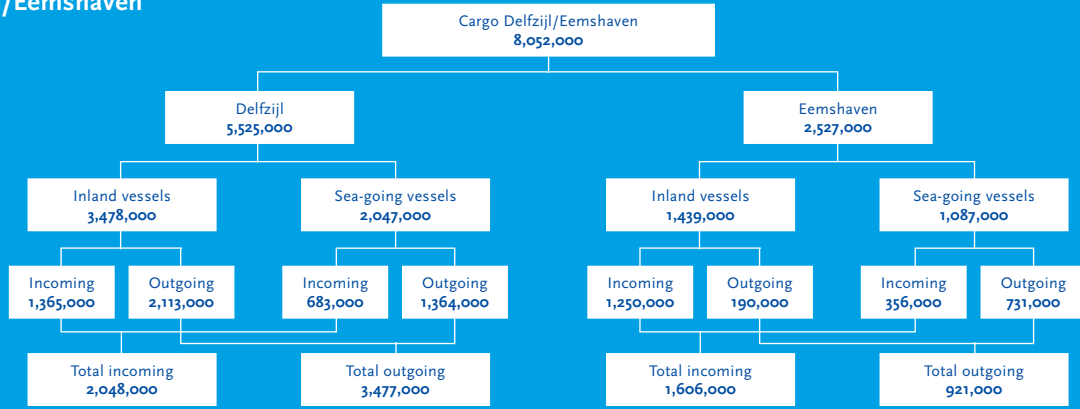 /Eemshaven
Cargo Delfzijl/Eemshaven
8,052,000
Delfzijl
5,525,000
Eemshaven
2,527,000
Inland vessels
3,478,000
Sea-going vessels
2,047,000
Inland vessels
1,439,000
Sea-going vessels
1,087,000
Incoming
1,365,000
Outgoing
2,113,000
Incoming
683,000
Outgoing
1,364,000
Incoming
1,250,000
Outgoing
190,000
Incoming
356,000
Outgoing
731,000
Total incoming
2,048,000
Total outgoing
3,477,000
Total incoming
1,606,000
Total outgoing
921,000